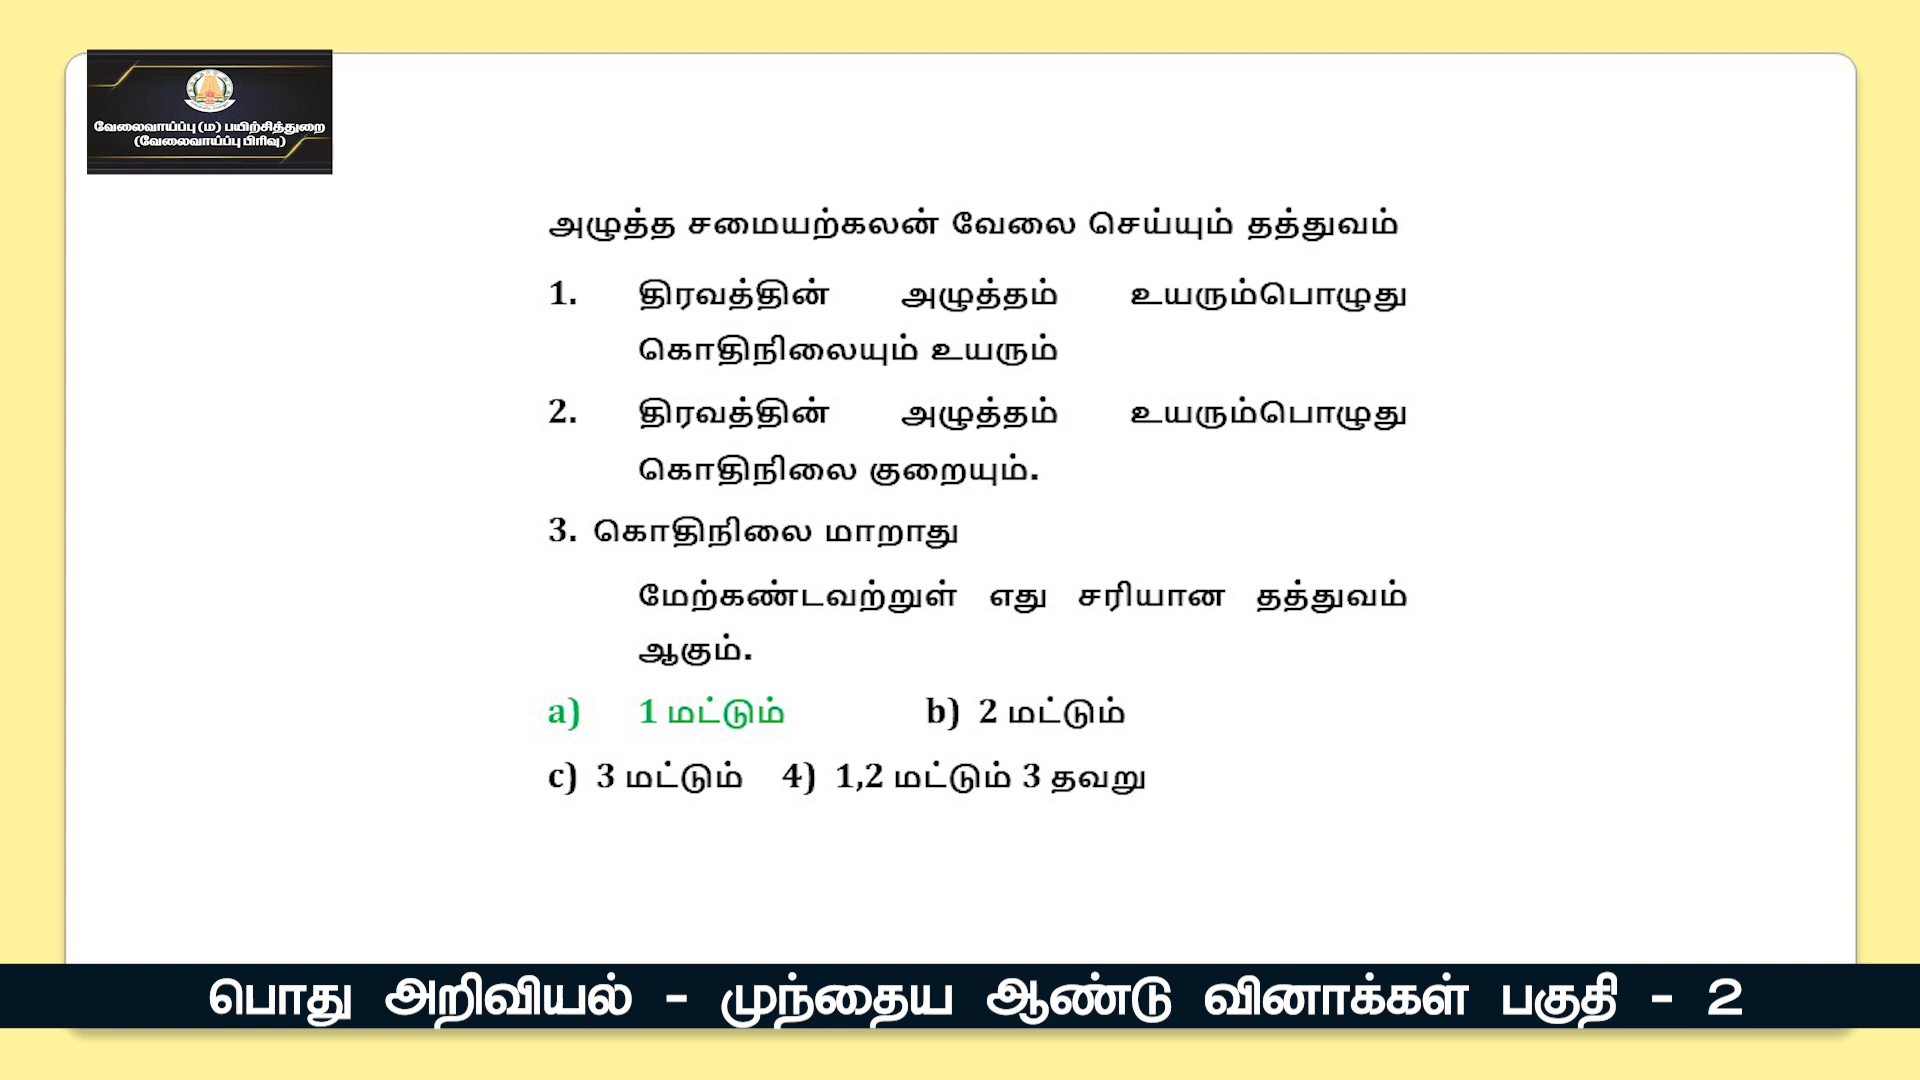 வேலைவாய்ப்பு (ம) பயிற்சித்துறை
(வேலைவாய்ப்பு பிரிவு)
அழுத்த சமையற்கலன் வேலை செய்யும் தத்துவம்
1. திரவத்தின் அழுத்தம் உயரும்பொழுது
கொதிநிலையும் உயரும்
2. திரவத்தின் அழுத்தம் உயரும்பொழுது
கொதிநிலை குறையும்.
3. கொதிநிலை மாறாது
மேற்கண்டவற்றுள் எது சரியான தத்துவம்
ஆகும்.
a) 1 மட்டும் b) 2 மட்டும்
c) 3 மட்டும் 4) 1,2 மட்டும் 3 தவறு
பொது அறிவியல் - முந்தைய ஆண்டு வினாக்கள் பகுதி - 2